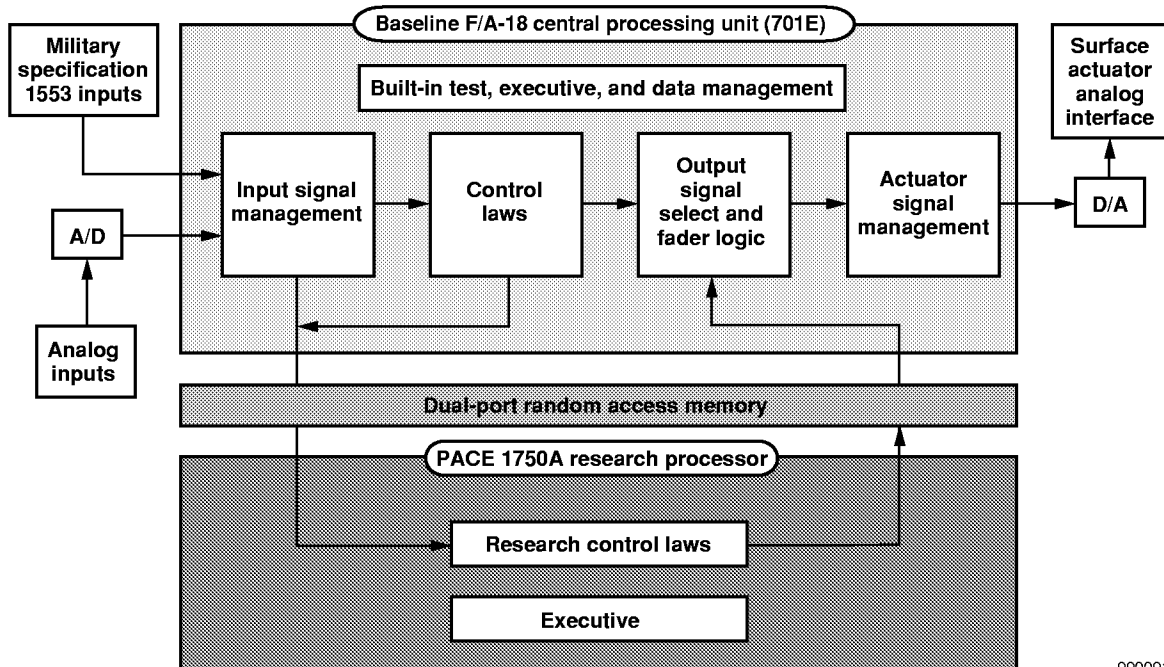 Baseline F/A-18 central processing unit (701E)
Military
specification
1553 inputs
Surface
actuator
analog
interface
Built-in test, executive, and data management
Input signal
management
Control
laws
Output
signal
select and
fader logic
Actuator
signal
management
A/D
D/A
Analog
inputs
Dual-port random access memory
PACE 1750A research processor
Research control laws
Executive